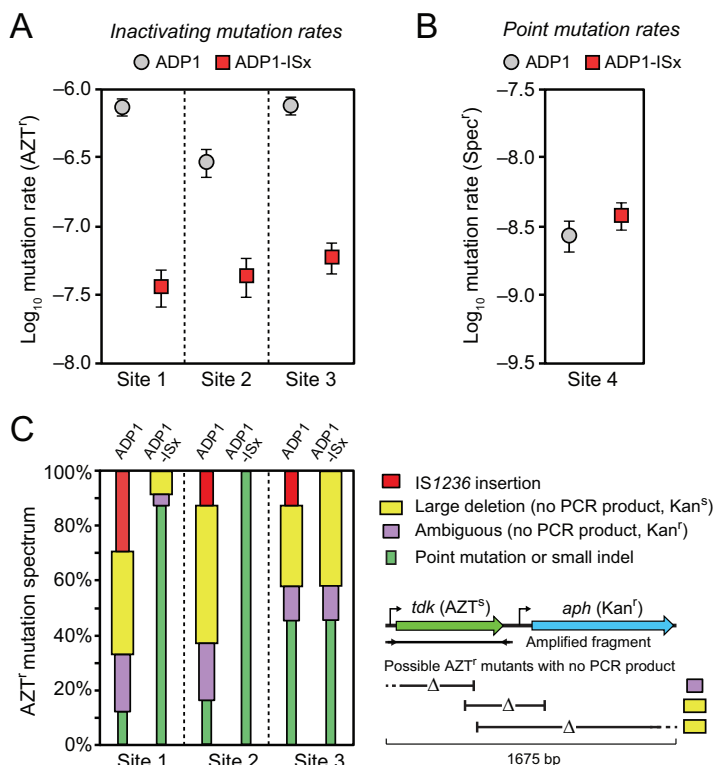 A
Inactivating mutation rates
ADP1 ADP1-ISx
Log10 mutation rate (AZTr)
–6.0
–6.5
–7.0
–7.5
–8.0
Site 1 Site 2 Site 3
B
Point mutation rates
ADP1 ADP1-ISx
Log10 mutation rate (Specr)
–7.5
–8.0
–8.5
–9.0
–9.5
Site 4
C
ADP1 ADP1 -ISx ADP1 ADP1 -ISx ADP1 ADP1 -ISx
AZTr mutation spectrum
100%
80%
60%
40%
20%
0%
Site 1 Site 2 Site 3
IS1236 insertion
Large deletion (no PCR product, Kans)
Ambiguous (no PCR product, Kanr)
Point mutation or small indel
tdk (AZTs) aph (Kanr)
Amplified fragment
Possible AZTr mutants with no PCR product
Δ
Δ
Δ
1675 bp